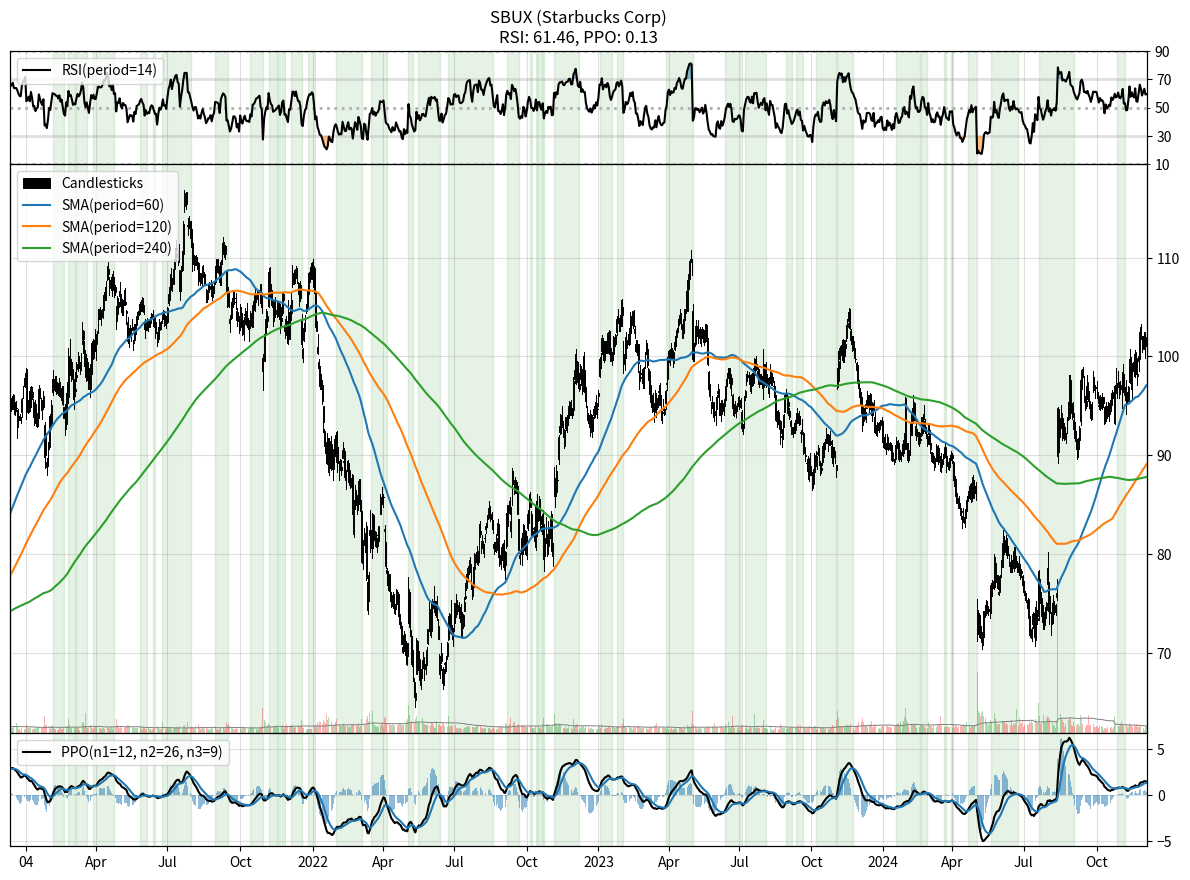 SBUX (Starbucks Corp)
RSI: 61.46, PPO: 0.13
RSI(period=14)
90
70
50
30
10
Candlesticks
SMA(period=60)
SMA(period=120)
SMA(period=240)
110
100
90
80
70
PPO(n1=12, n2=26, n3=9)
5
0
−5
04 Apr Jul Oct 2022 Apr Jul Oct 2023 Apr Jul Oct 2024 Apr Jul Oct